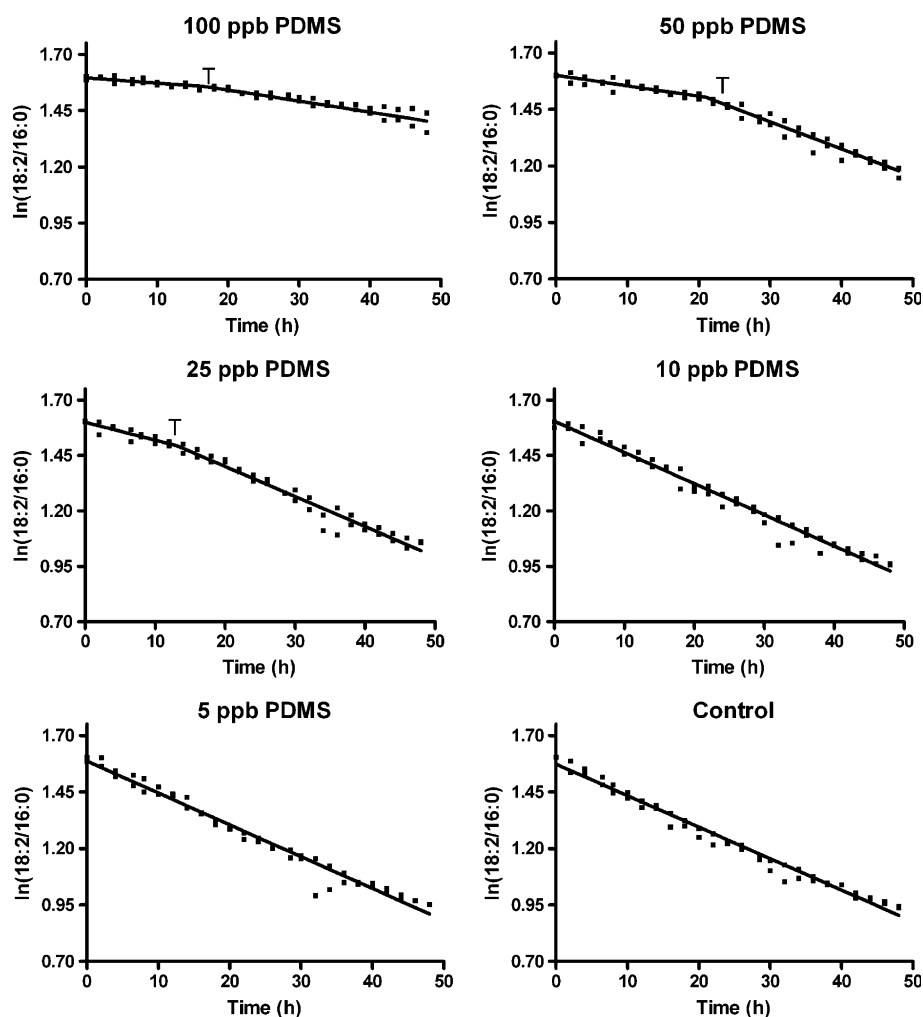 100 ppb PDMS
1.70
1.45
1.20
0.95
0.70
ln(18:2/16:0)
T
0 10 20 30 40 50
Time (h)
50 ppb PDMS
1.70
1.45
1.20
0.95
0.70
ln(18:2/16:0)
T
0 10 20 30 40 50
Time (h)
25 ppb PDMS
1.70
1.45
1.20
0.95
0.70
ln(18:2/16:0)
T
0 10 20 30 40 50
Time (h)
10 ppb PDMS
1.70
1.45
1.20
0.95
0.70
ln(18:2/16:0)
0 10 20 30 40 50
Time (h)
5 ppb PDMS
1.70
1.45
1.20
0.95
0.70
ln(18:2/16:0)
0 10 20 30 40 50
Time (h)
Control
1.70
1.45
1.20
0.95
0.70
ln(18:2/16:0)
0 10 20 30 40 50
Time (h)